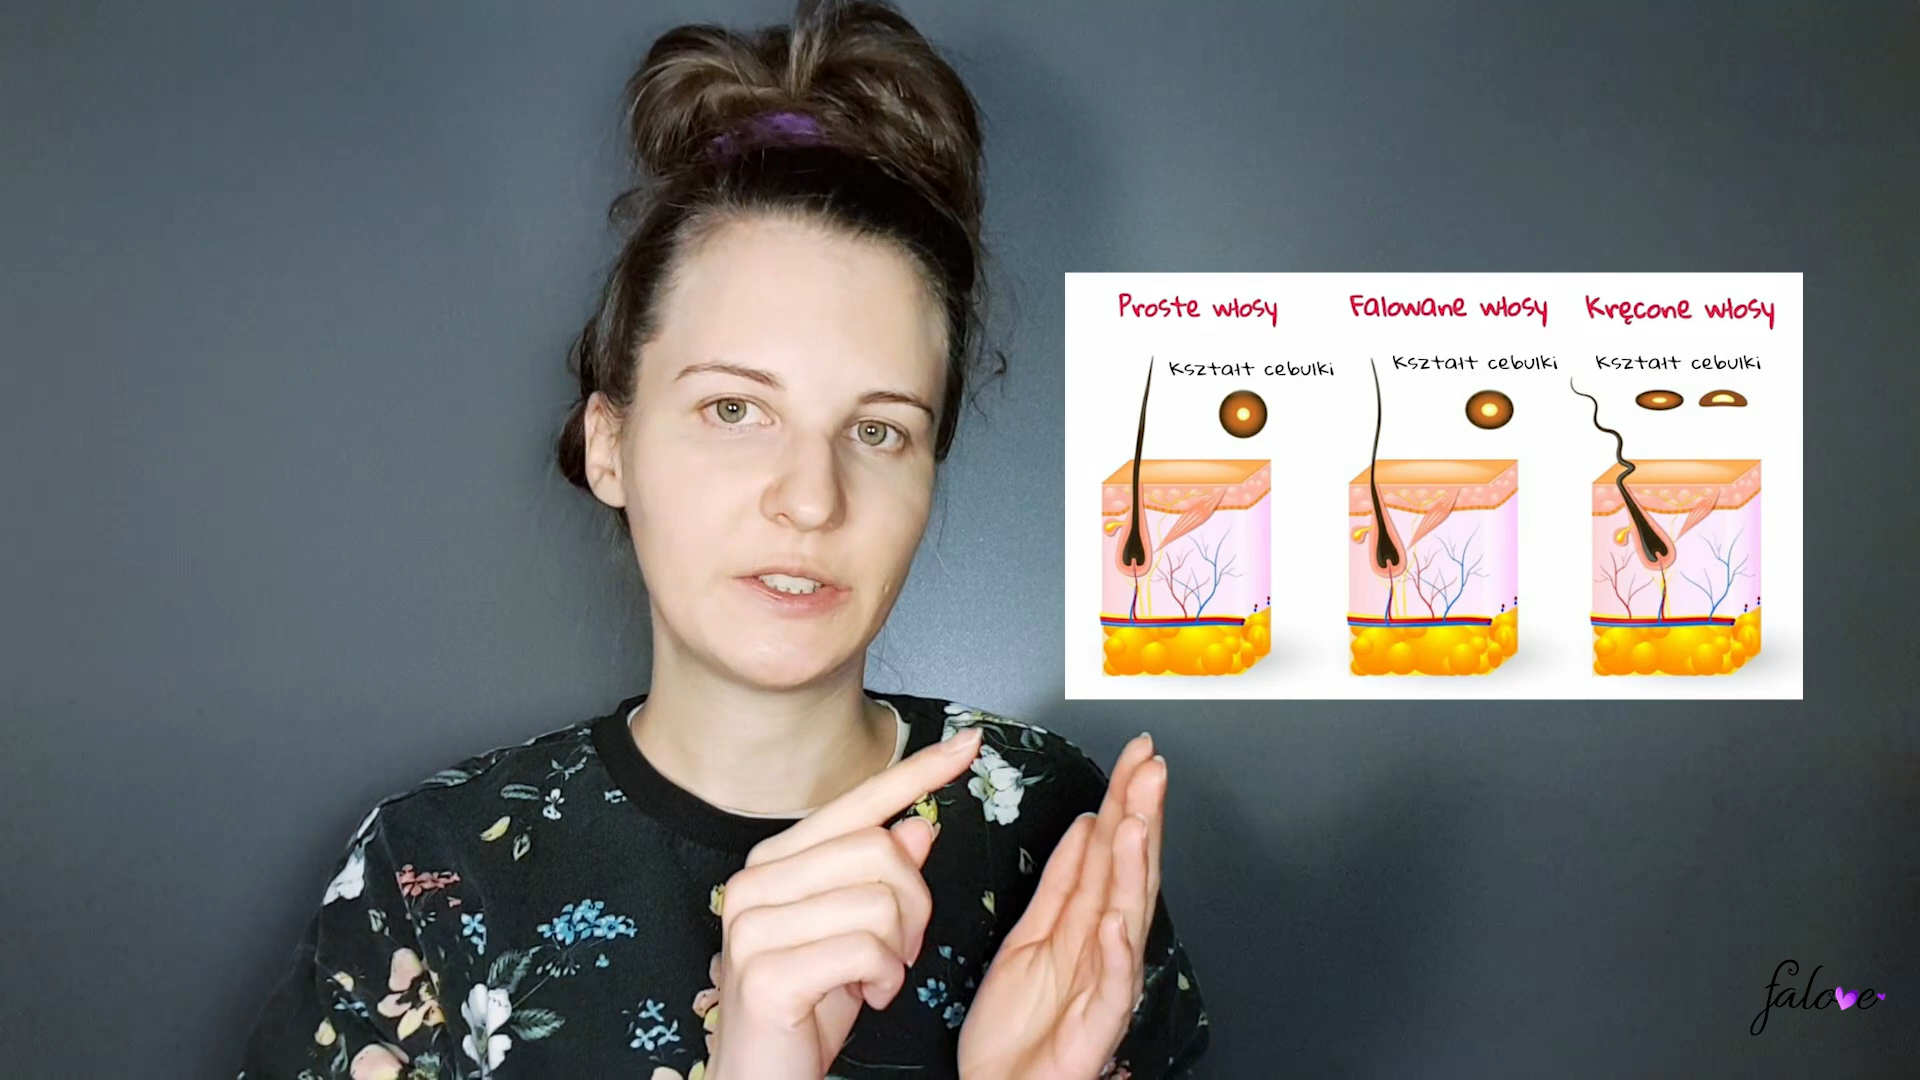 Proste włosy
Falowane włosy
Kręcone włosy
Kształt cebulki
Kształt cebulki
Kształt cebulki
falove